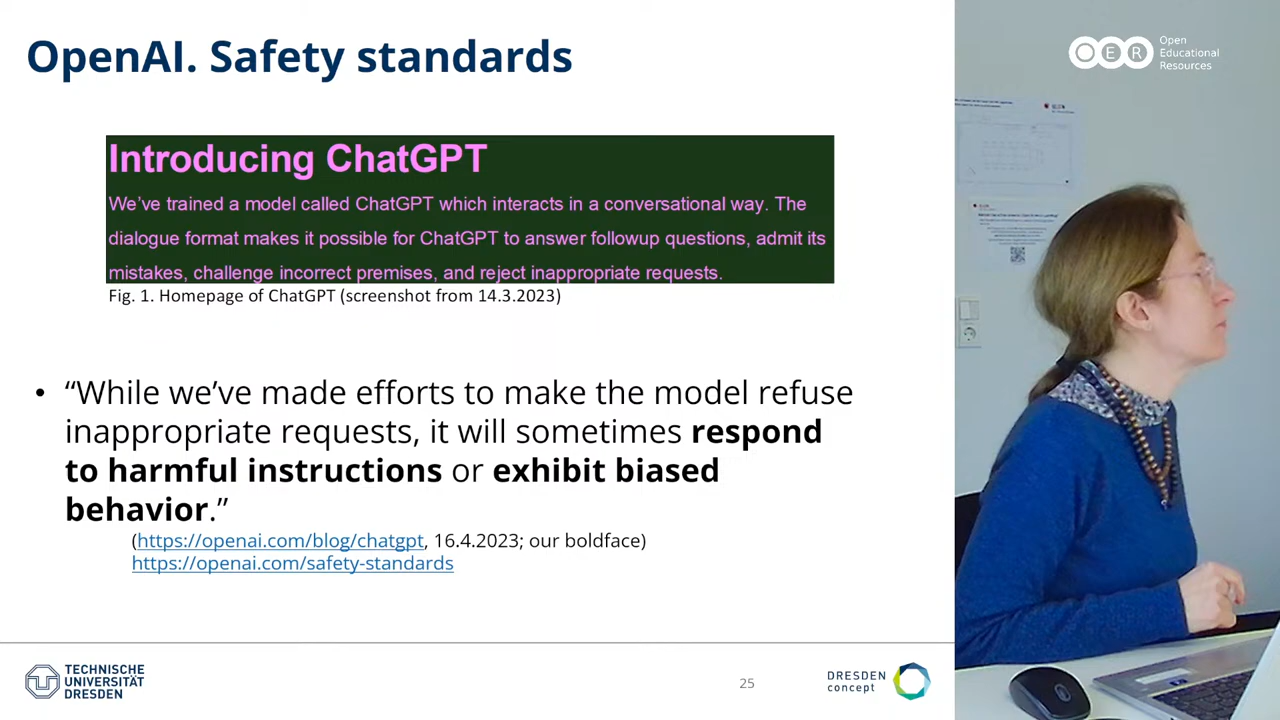 OpenAI. Safety standards
Introducing ChatGPT
We've trained a model called ChatGPT which interacts in a conversational way. The
dialogue format makes it possible for ChatGPT to answer followup questions, admit its
mistakes, challenge incorrect premises, and reject inappropriate requests.
Fig. 1. Homepage of ChatGPT (screenshot from 14.3.2023)
• “While we’ve made efforts to make the model refuse
inappropriate requests, it will sometimes respond
to harmful instructions or exhibit biased
behavior.”
(https://openai.com/blog/chatgpt, 16.4.2023; our boldface)
https://openai.com/safety-standards
TECHNISCHE
UNIVERSITÄT
DRESDEN
25
DRESDEN
concept
OER
Open
Educational
Resources